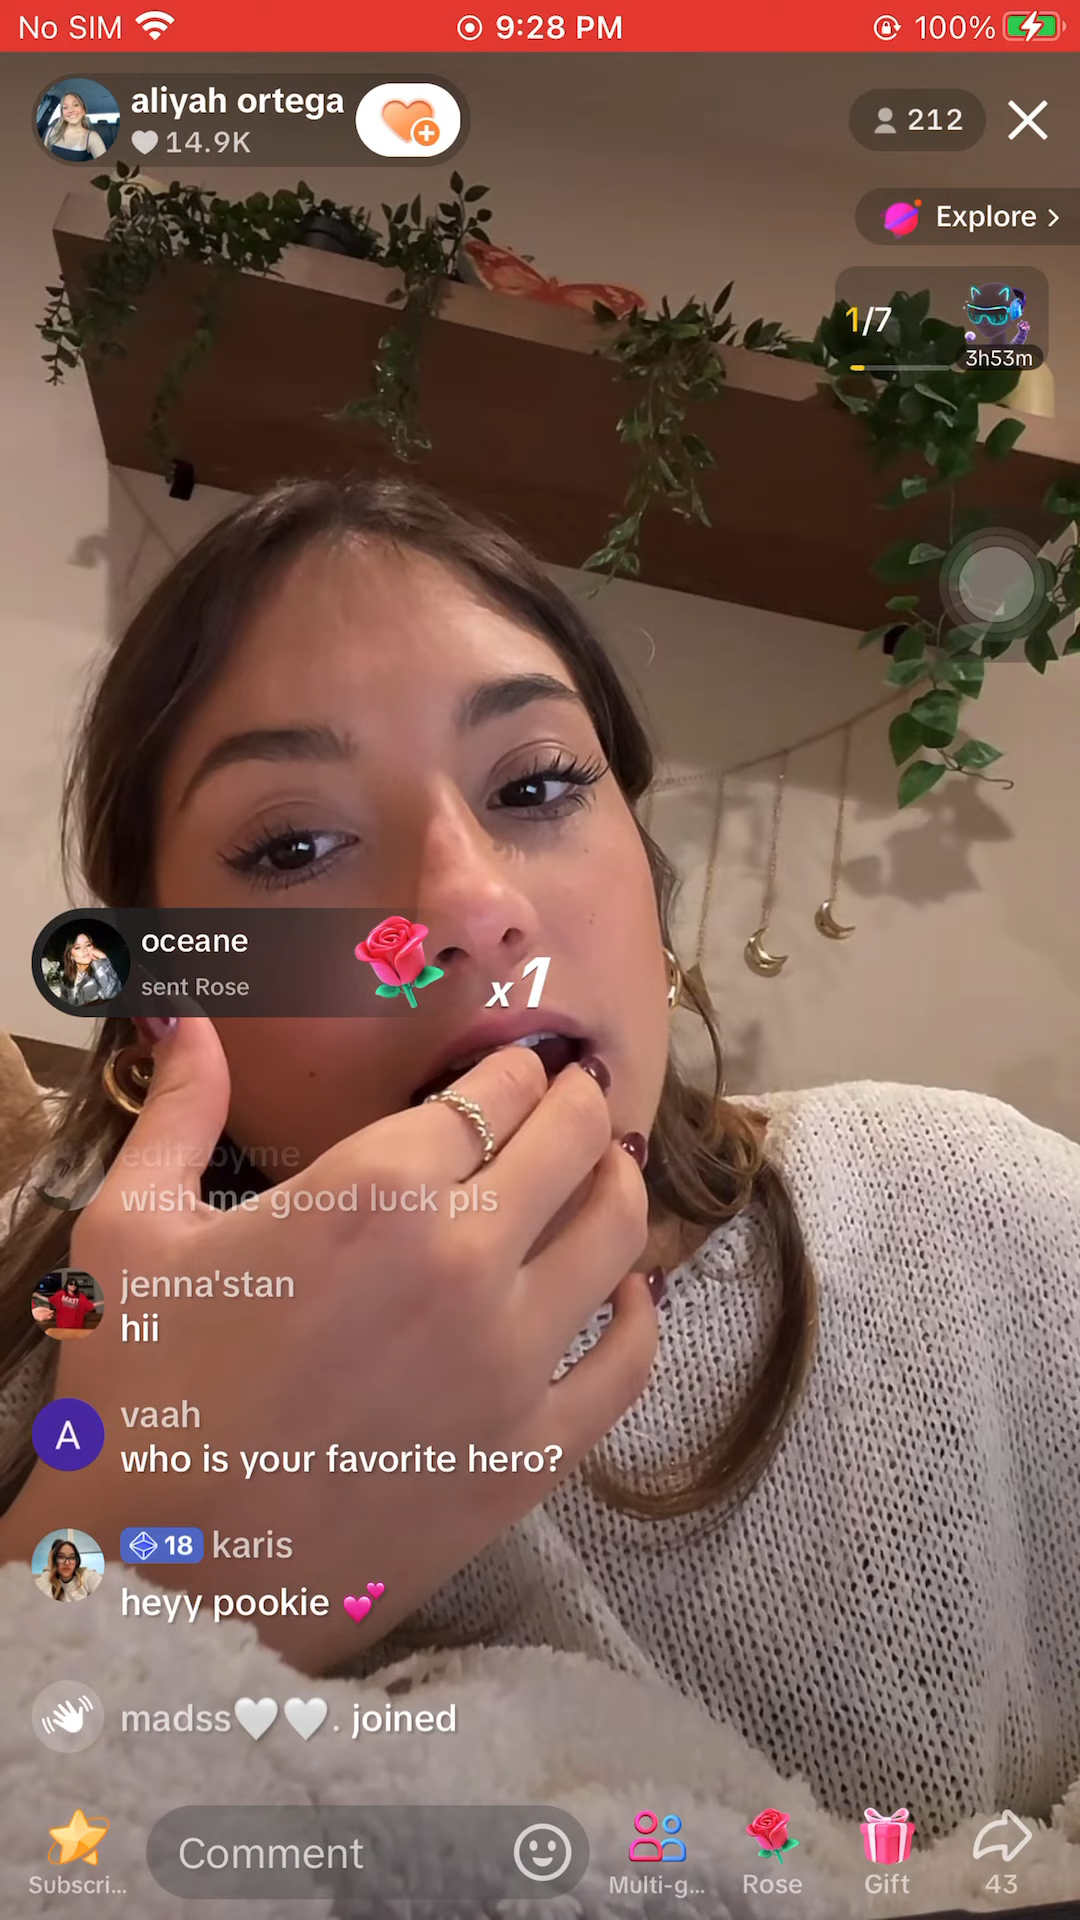 No SIM 9:28 PM 100%
aliyah ortega
14.9K
212
Explore >
1/7
3h53m
oceane
sent Rose
x1
editzbyme
wish me good luck pls
jenna'stan
hii
vaah
A
who is your favorite hero?
18 karis
heyy pookie 💕
madss🤍🤍. joined
Comment
Subscri...
Multi-g...
Rose
Gift
43